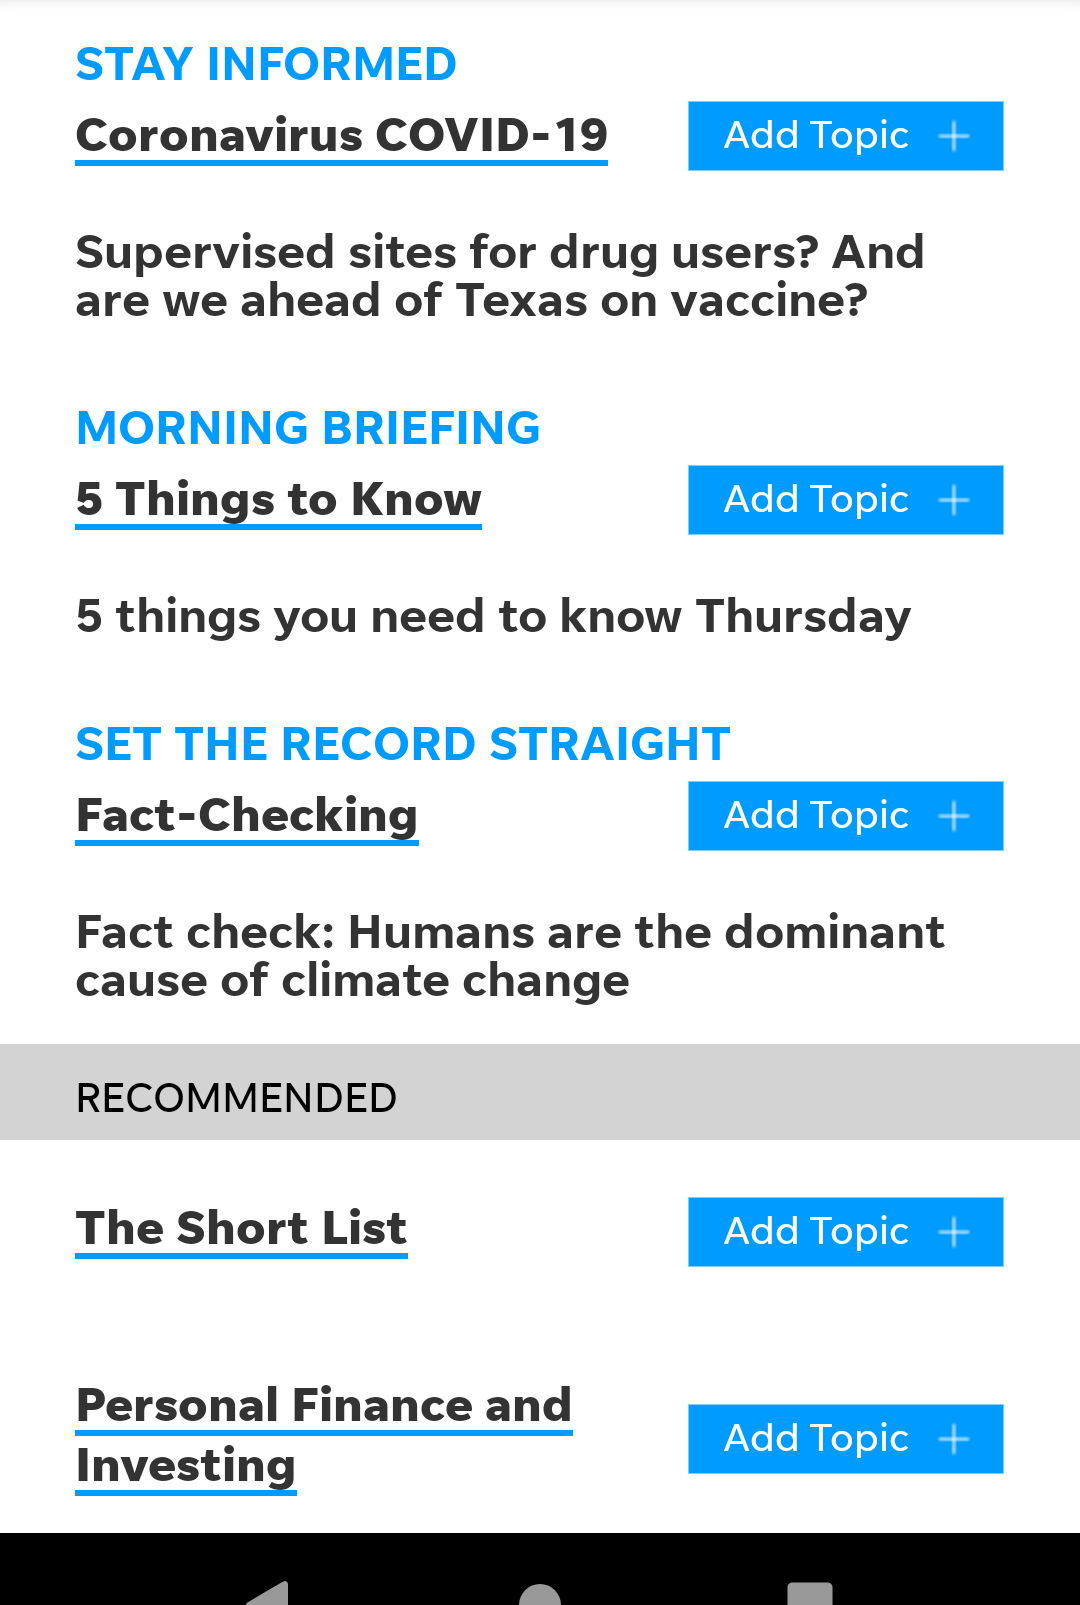 STAY INFORMED
Coronavirus COVID-19
Add Topic +
Supervised sites for drug users? And
are we ahead of Texas on vaccine?
MORNING BRIEFING
5 Things to Know
Add Topic +
5 things you need to know Thursday
SET THE RECORD STRAIGHT
Fact-Checking
Add Topic +
Fact check: Humans are the dominant
cause of climate change
RECOMMENDED
The Short List
Add Topic +
Personal Finance and
Investing
Add Topic +